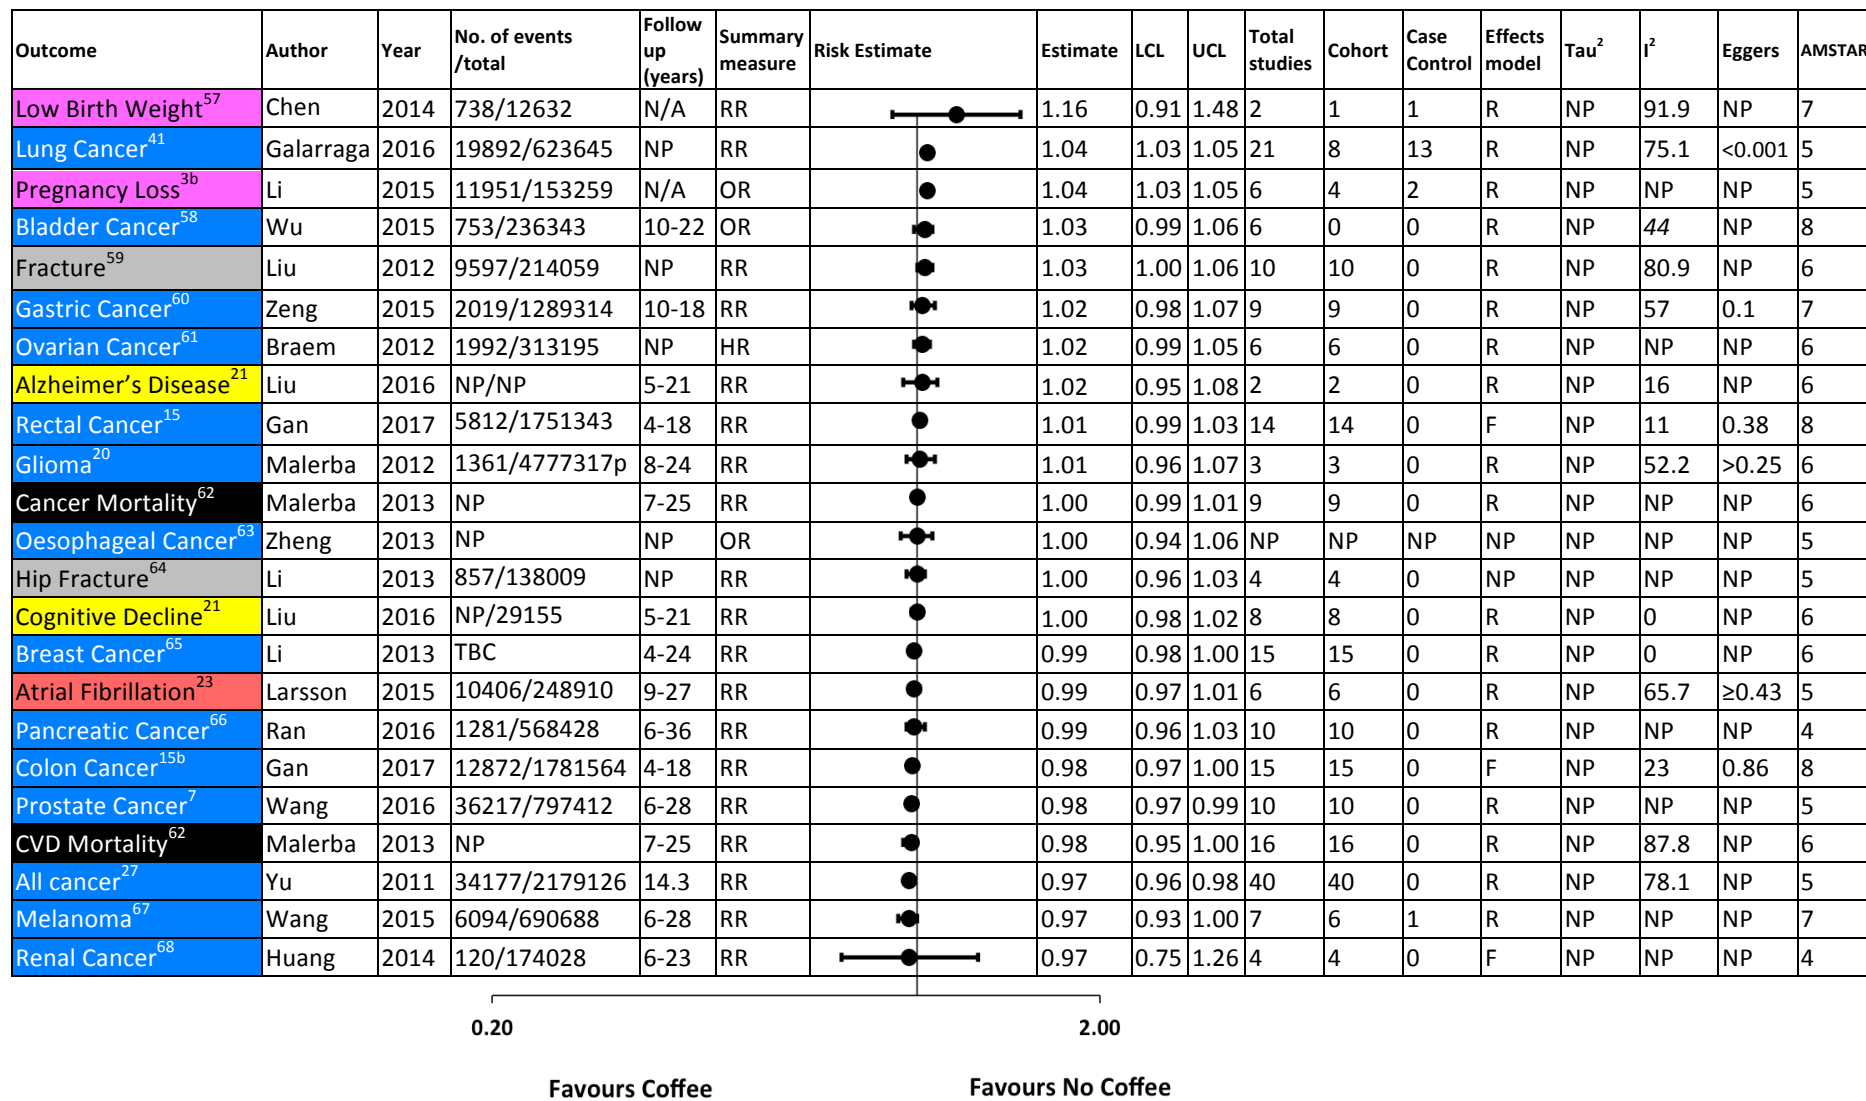 Outcome Author Year No. of events /total Follow up (years) Summary measure Risk Estimate Estimate LCL UCL Total studies Cohort Case Control Effects model Tau² I² Eggers AMSTAR
Low Birth Weight⁵⁷ Chen 2014 738/12632 N/A RR 1.16 0.91 1.48 2 1 1 R NP 91.9 NP 7
Lung Cancer⁴¹ Galarraga 2016 19892/623645 NP RR 1.04 1.03 1.05 21 8 13 R NP 75.1 <0.001 5
Pregnancy Loss³ᵇ Li 2015 11951/153259 N/A OR 1.04 1.03 1.05 6 4 2 R NP NP NP 5
Bladder Cancer⁵⁸ Wu 2015 753/236343 10-22 OR 1.03 0.99 1.06 6 0 0 R NP 44 NP 8
Fracture⁵⁹ Liu 2012 9597/214059 NP RR 1.03 1.00 1.06 10 10 0 R NP 80.9 NP 6
Gastric Cancer⁶⁰ Zeng 2015 2019/1289314 10-18 RR 1.02 0.98 1.07 9 9 0 R NP 57 0.1 7
Ovarian Cancer⁶¹ Braem 2012 1992/313195 NP HR 1.02 0.99 1.05 6 6 0 R NP NP NP 6
Alzheimer’s Disease²¹ Liu 2016 NP/NP 5-21 RR 1.02 0.95 1.08 2 2 0 R NP 16 NP 6
Rectal Cancer¹⁵ Gan 2017 5812/1751343 4-18 RR 1.01 0.99 1.03 14 14 0 F NP 11 0.38 8
Glioma²⁰ Malerba 2012 1361/4777317p 8-24 RR 1.01 0.96 1.07 3 3 0 R NP 52.2 >0.25 6
Cancer Mortality⁶² Malerba 2013 NP 7-25 RR 1.00 0.99 1.01 9 9 0 R NP NP NP 6
Oesophageal Cancer⁶³ Zheng 2013 NP NP OR 1.00 0.94 1.06 NP NP NP NP NP NP NP 5
Hip Fracture⁶⁴ Li 2013 857/138009 NP RR 1.00 0.96 1.03 4 4 0 NP NP NP NP 5
Cognitive Decline²¹ Liu 2016 NP/29155 5-21 RR 1.00 0.98 1.02 8 8 0 R NP 0 NP 6
Breast Cancer⁶⁵ Li 2013 TBC 4-24 RR 0.99 0.98 1.00 15 15 0 R NP 0 NP 6
Atrial Fibrillation²³ Larsson 2015 10406/248910 9-27 RR 0.99 0.97 1.01 6 6 0 R NP 65.7 ≥0.43 5
Pancreatic Cancer⁶⁶ Ran 2016 1281/568428 6-36 RR 0.99 0.96 1.03 10 10 0 R NP NP NP 4
Colon Cancer¹⁵ᵇ Gan 2017 12872/1781564 4-18 RR 0.98 0.97 1.00 15 15 0 F NP 23 0.86 8
Prostate Cancer⁷ Wang 2016 36217/797412 6-28 RR 0.98 0.97 0.99 10 10 0 R NP NP NP 5
CVD Mortality⁶² Malerba 2013 NP 7-25 RR 0.98 0.95 1.00 16 16 0 R NP 87.8 NP 6
All cancer²⁷ Yu 2011 34177/2179126 14.3 RR 0.97 0.96 0.98 40 40 0 R NP 78.1 NP 5
Melanoma⁶⁷ Wang 2015 6094/690688 6-28 RR 0.97 0.93 1.00 7 6 1 R NP NP NP 7
Renal Cancer⁶⁸ Huang 2014 120/174028 6-23 RR 0.97 0.75 1.26 4 4 0 F NP NP NP 4
0.20 2.00
Favours Coffee Favours No Coffee